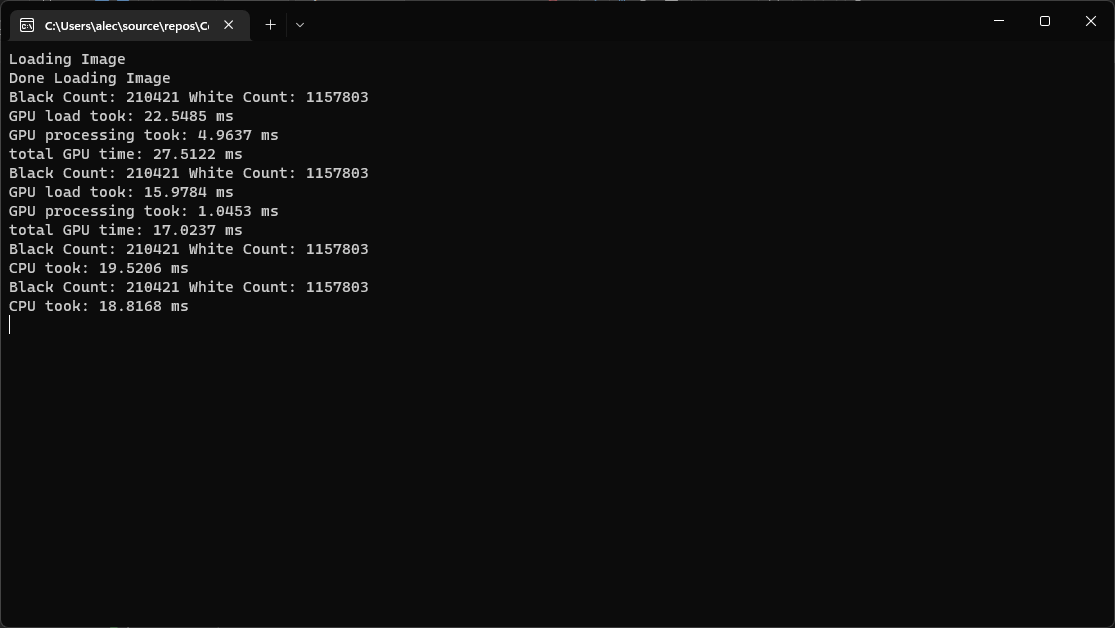 C:\Users\alec\source\repos\C
Loading Image
Done Loading Image
Black Count: 210421 White Count: 1157803
GPU load took: 22.5485 ms
GPU processing took: 4.9637 ms
total GPU time: 27.5122 ms
Black Count: 210421 White Count: 1157803
GPU load took: 15.9784 ms
GPU processing took: 1.0453 ms
total GPU time: 17.0237 ms
Black Count: 210421 White Count: 1157803
CPU took: 19.5206 ms
Black Count: 210421 White Count: 1157803
CPU took: 18.8168 ms